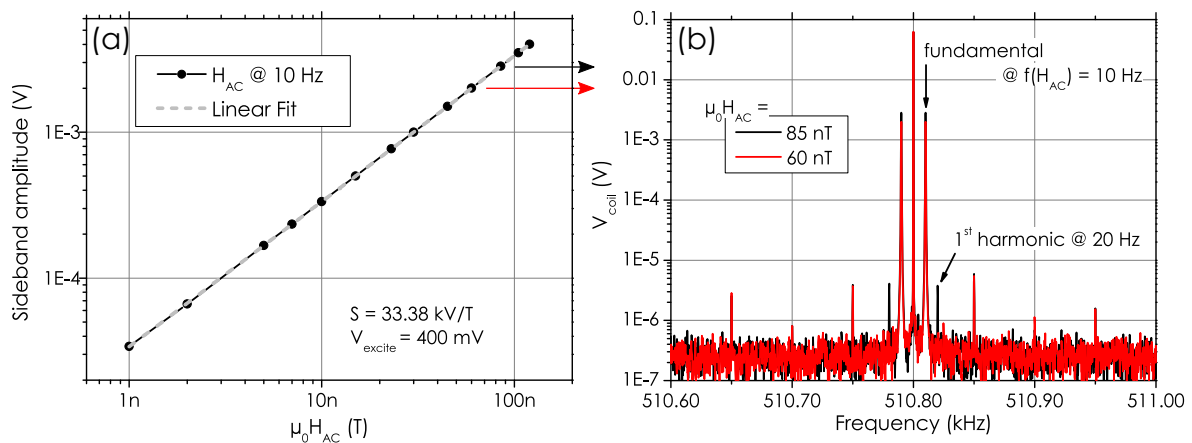 (a)
H_AC @ 10 Hz
Linear Fit
Sideband amplitude (V)
1E-3
1E-4
S = 33.38 kV/T
V_excite = 400 mV
1n
10n
100n
μ₀H_AC (T)
(b)
fundamental
@ f(H_AC) = 10 Hz
μ₀H_AC =
85 nT
60 nT
1st harmonic @ 20 Hz
V_coil (V)
0.1
0.01
1E-3
1E-4
1E-5
1E-6
1E-7
510.60
510.70
510.80
510.90
511.00
Frequency (kHz)